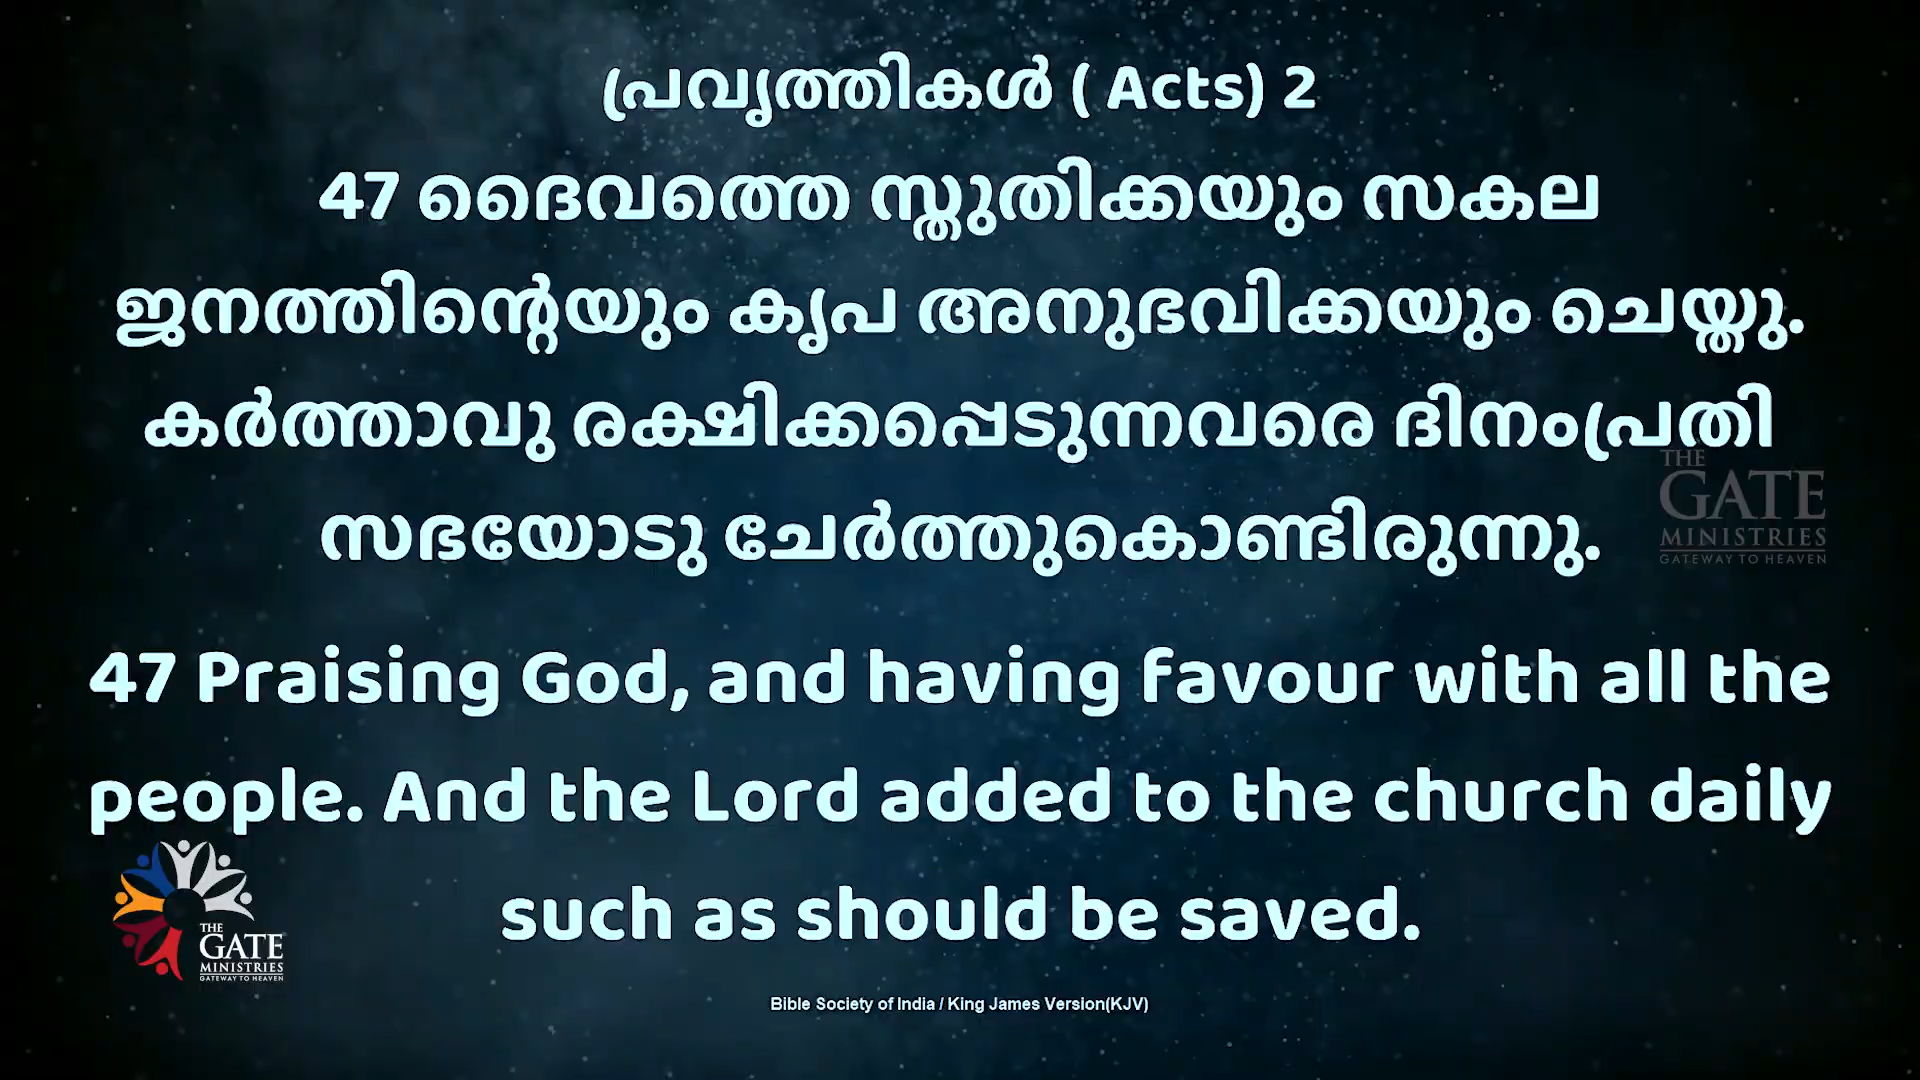 പ്രവൃത്തികൾ ( Acts) 2
47 ദൈവത്തെ സ്തുതിക്കയും സകല
ജനത്തിന്റെയും കൃപ അനുഭവിക്കയും ചെയ്തു.
കർത്താവു രക്ഷിക്കപ്പെടുന്നവരെ ദിനംപ്രതി
സഭയോടു ചേർത്തുകൊണ്ടിരുന്നു.
THE
GATE
MINISTRIES
GATEWAY TO HEAVEN
47 Praising God, and having favour with all the
people. And the Lord added to the church daily
such as should be saved.
THE
GATE
MINISTRIES
GATEWAY TO HEAVEN
Bible Society of India / King James Version(KJV)